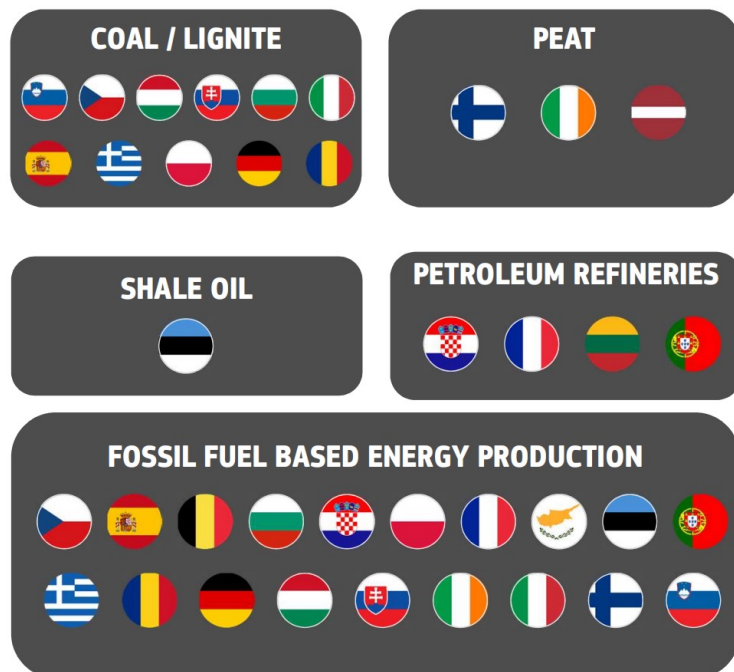 COAL / LIGNITE
PEAT
SHALE OIL
PETROLEUM REFINERIES
FOSSIL FUEL BASED ENERGY PRODUCTION